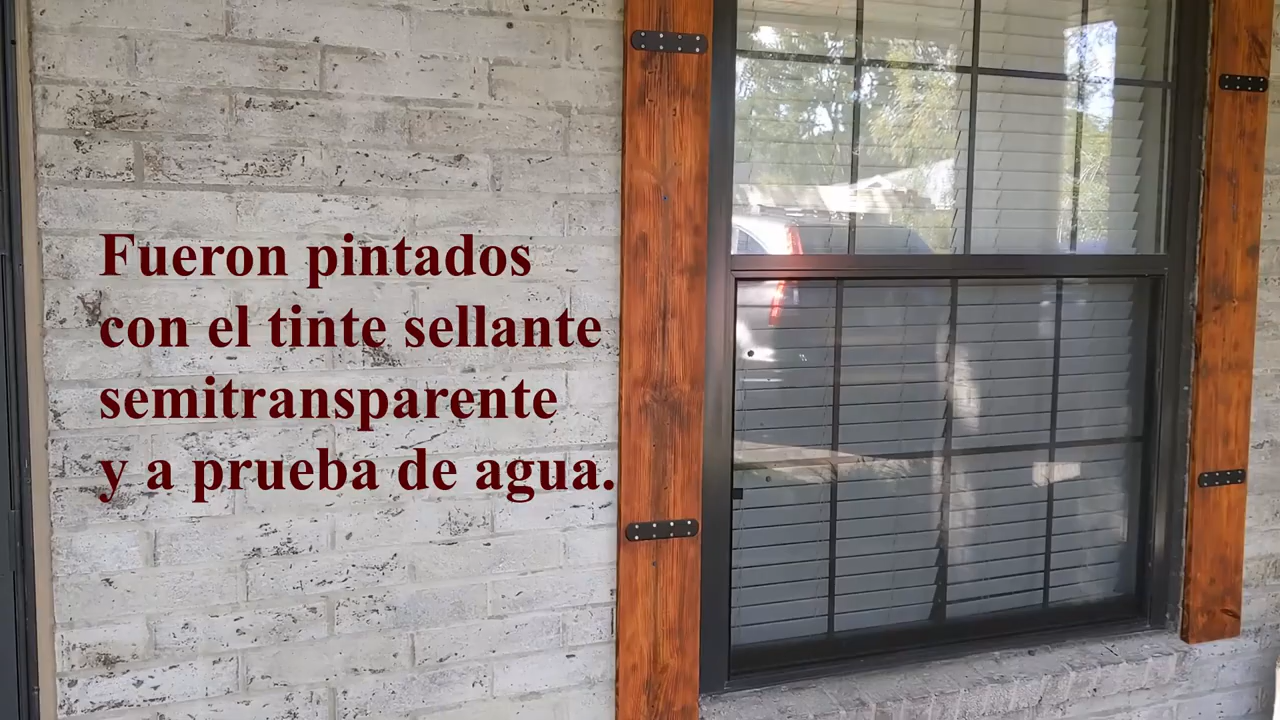 Fueron pintados
con el tinte sellante
semitransparente
y a prueba de agua.